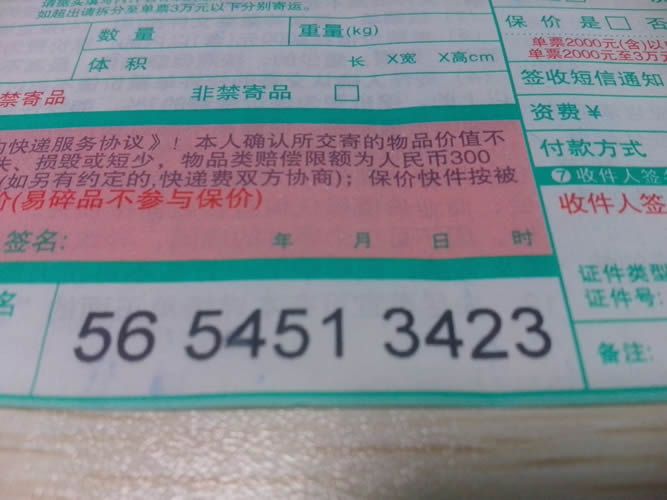 如超出请拆分至单票3万元以下分别寄运。
数量
重量(kg)
体积
长 X宽 X高cm
禁寄品
非禁寄品 □
快递服务协议》！本人确认所交寄的物品价值不
、损毁或短少，物品类赔偿限额为人民币300
(如另有约定的,快递费双方协商)；保价快件按被
价(易碎品不参与保价)
签名: 年 月 日 时
名
56 5451 3423
保价是□ 否
单票2000元(含)以
单票2000元至3万
签收短信通知
资费￥
付款方式
❼收件人签
收件人签
证件类型
证件号:
备注: